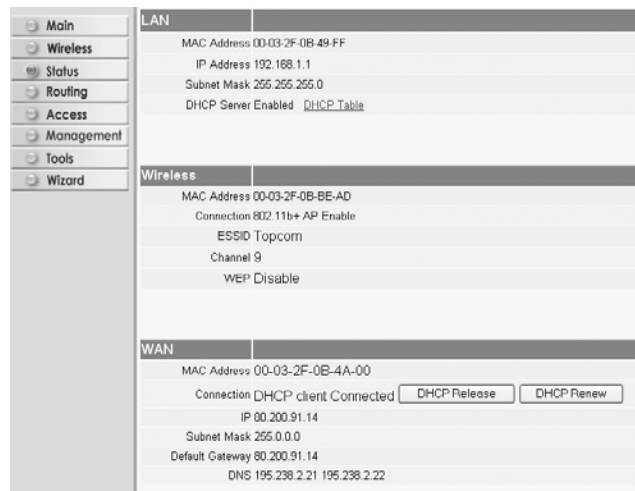 Main
Wireless
Status
Routing
Access
Management
Tools
Wizard
LAN
MAC Address 00-03-2F-0B-49-FF
IP Address 192.168.1.1
Subnet Mask 255.255.255.0
DHCP Server Enabled DHCP Table
Wireless
MAC Address 00-03-2F-0B-BE-AD
Connection 802.11b+ AP Enable
ESSID Topcom
Channel 9
WEP Disable
WAN
MAC Address 00-03-2F-0B-4A-00
Connection DHCP client Connected DHCP Release DHCP Renew
IP 80.200.91.14
Subnet Mask 255.0.0.0
Default Gateway 80.200.91.14
DNS 195.238.2.21 195.238.2.22